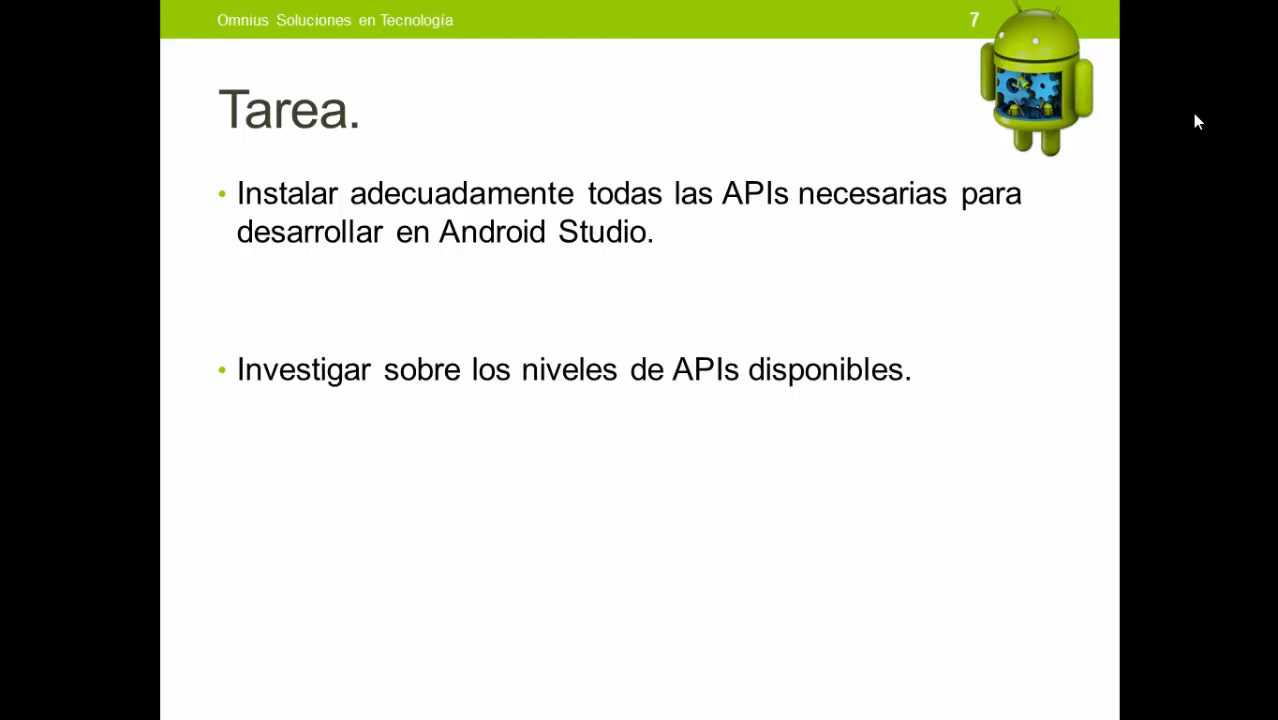 Omnius Soluciones en Tecnología
7
Tarea.
• Instalar adecuadamente todas las APIs necesarias para
desarrollar en Android Studio.
• Investigar sobre los niveles de APIs disponibles.